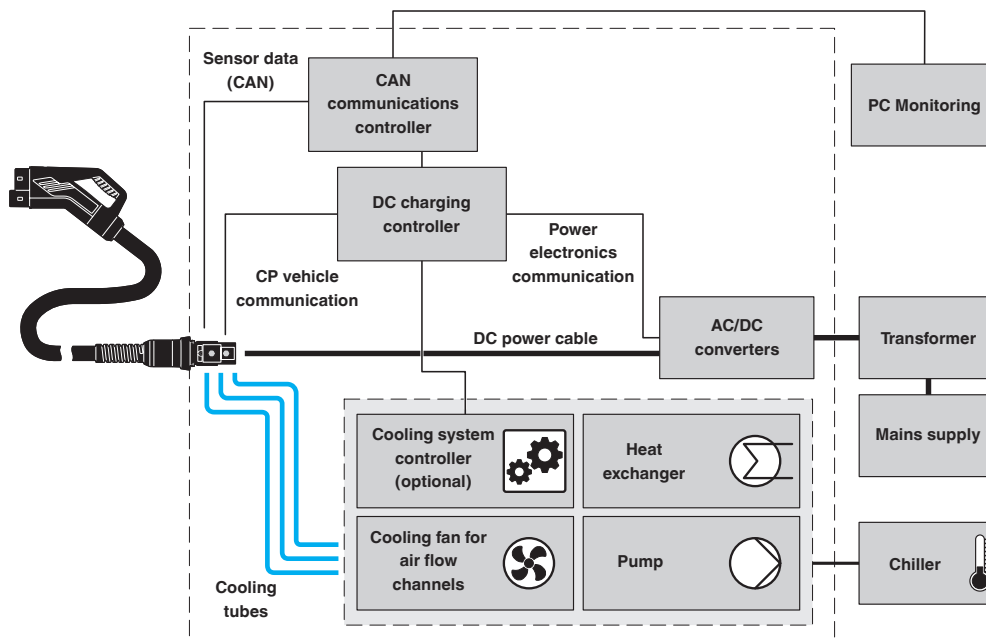 Sensor data
(CAN)
CAN
communications
controller
PC Monitoring
DC charging
controller
Power
electronics
communication
CP vehicle
communication
DC power cable
AC/DC
converters
Transformer
Mains supply
Cooling system
controller
(optional)
Heat
exchanger
Cooling fan for
air flow
channels
Pump
Chiller
Cooling
tubes